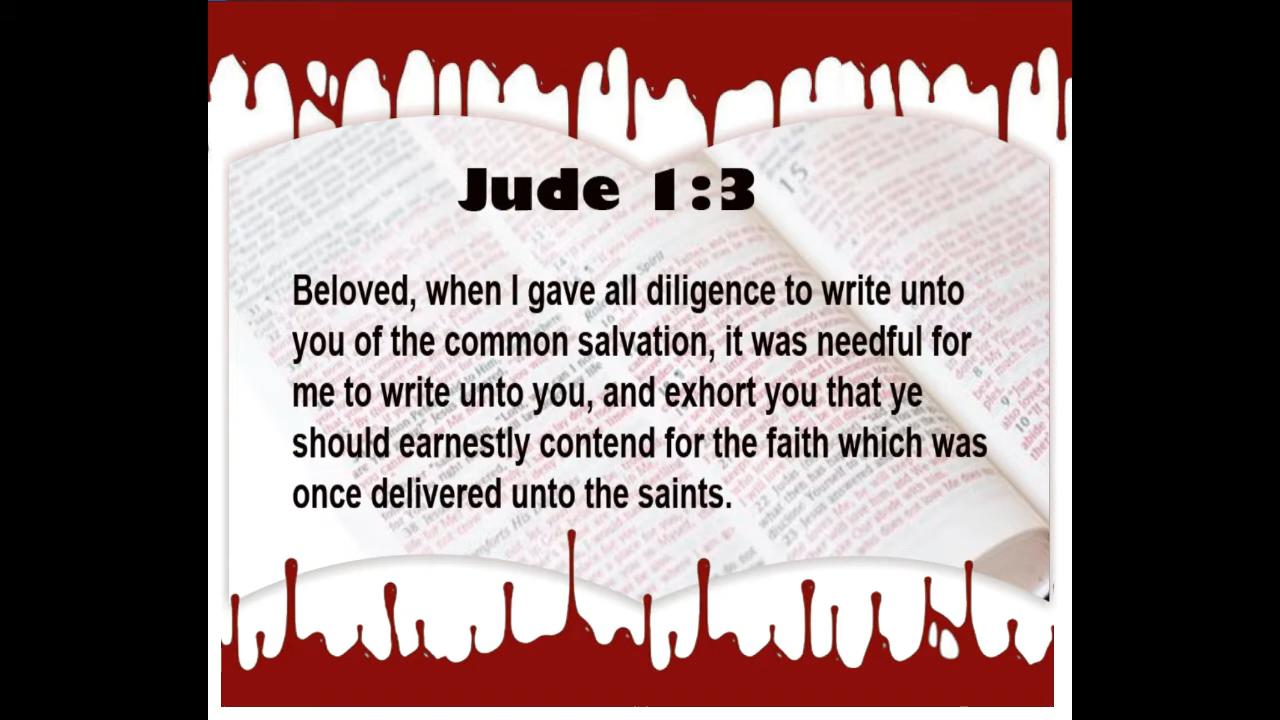 Jude 1:3
Beloved, when I gave all diligence to write unto
you of the common salvation, it was needful for
me to write unto you, and exhort you that ye
should earnestly contend for the faith which was
once delivered unto the saints.